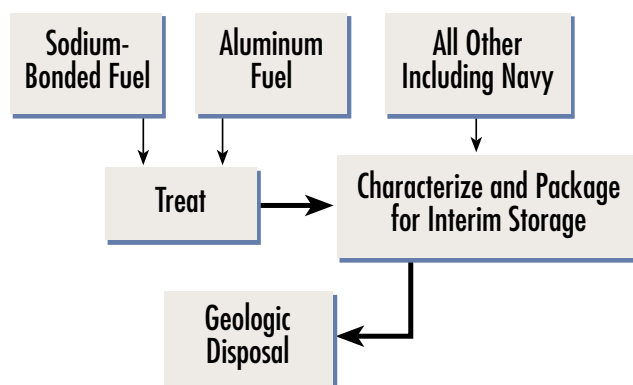 Sodium-
Bonded Fuel
Aluminum
Fuel
All Other
Including Navy
Treat
Characterize and Package
for Interim Storage
Geologic
Disposal